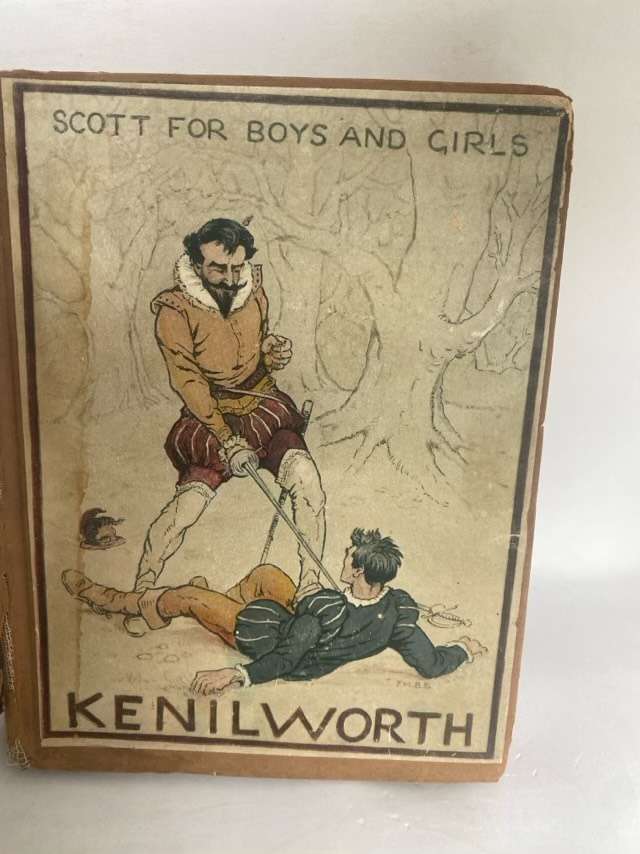 SCOTT FOR BOYS AND GIRLS
F.M.B.B.
KENILWORTH